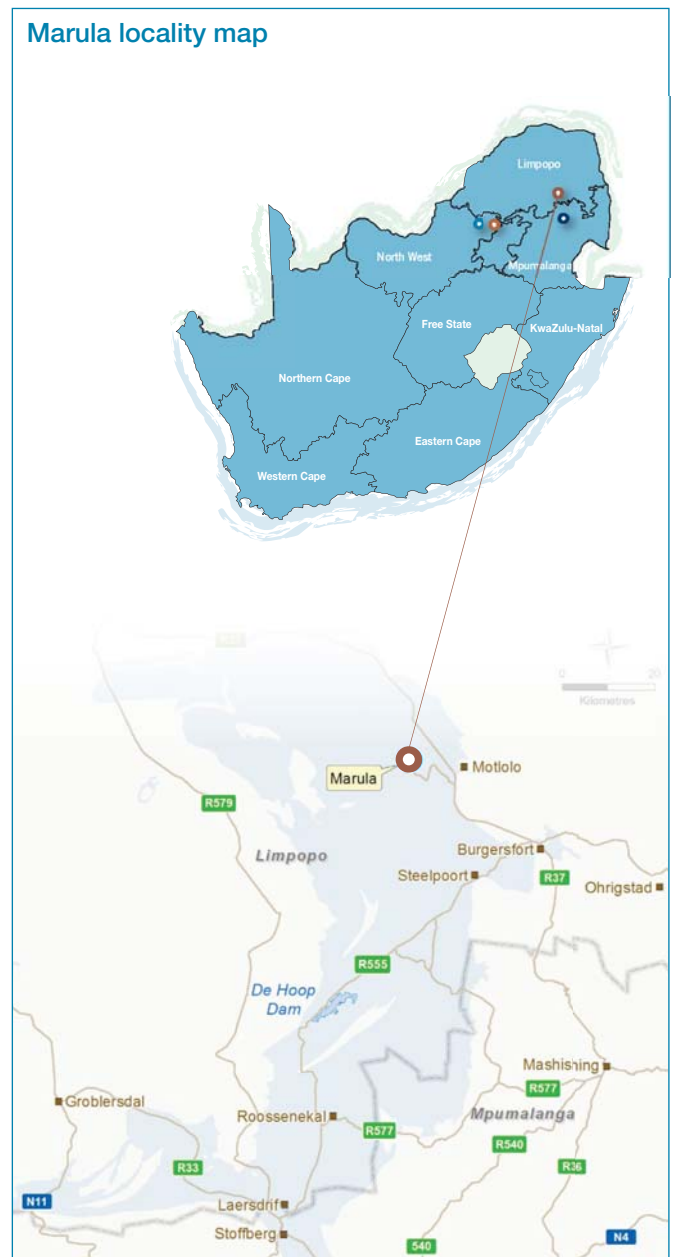 Marula locality map
Limpopo
North West
Mpumalanga
Free State
KwaZulu-Natal
Northern Cape
Eastern Cape
Western Cape
0 20
Kilometres
Marula
Motlolo
R579
Limpopo
Burgersfort
Steelpoort
R37
Ohrigstad
R555
De Hoop
Dam
Mashishing
R577
Groblersdal
Roossenekal
Mpumalanga
R577
R540
R33
R36
N11
Laersdrif
Stoffberg
540
N4